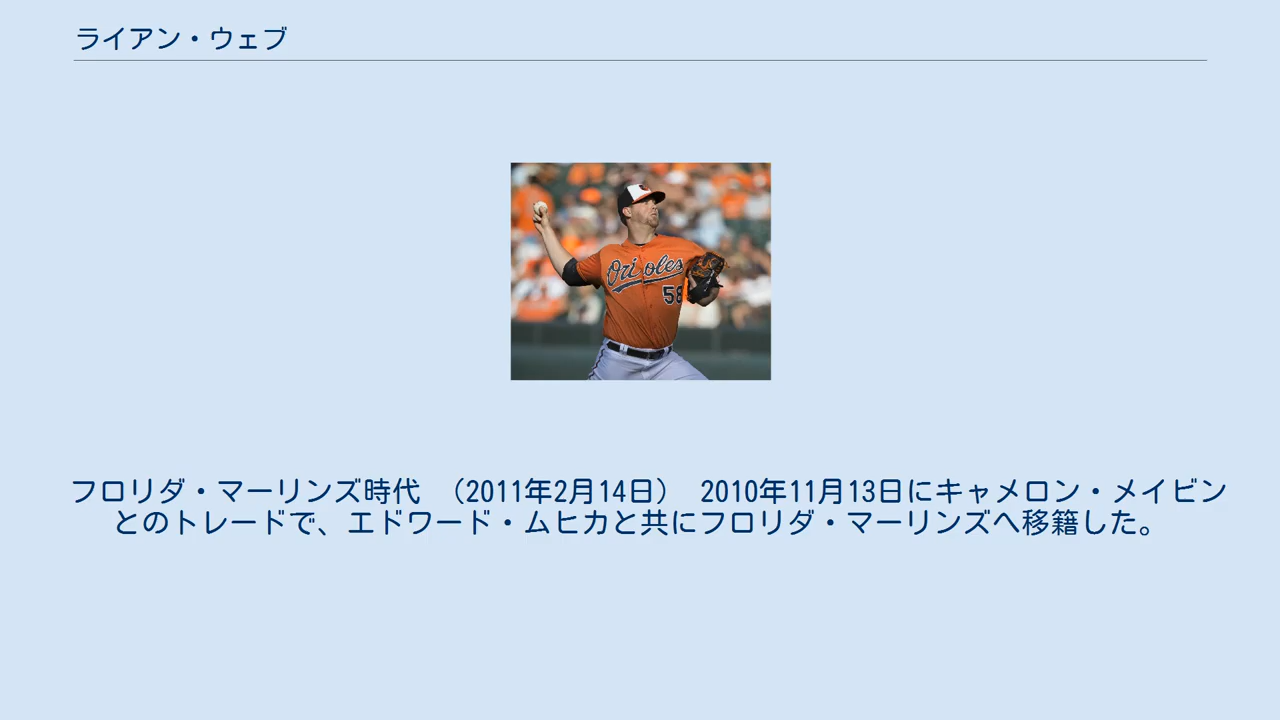 ライアン・ウェブ
Orioles
58
フロリダ・マーリンズ時代 （2011年2月14日） 2010年11月13日にキャメロン・メイビン
とのトレードで、エドワード・ムヒカと共にフロリダ・マーリンズへ移籍した。